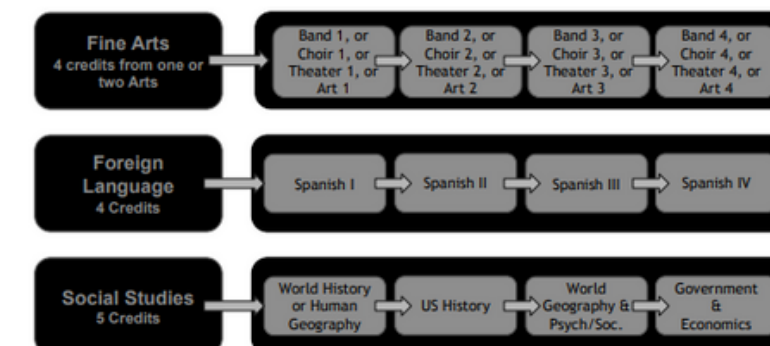 Fine Arts
4 credits from one or
two Arts
Band 1, or
Choir 1, or
Theater 1, or
Art 1
Band 2, or
Choir 2, or
Theater 2, or
Art 2
Band 3, or
Choir 3, or
Theater 3, or
Art 3
Band 4, or
Choir 4, or
Theater 4, or
Art 4
Foreign
Language
4 Credits
Spanish I
Spanish II
Spanish III
Spanish IV
Social Studies
5 Credits
World History
or Human
Geography
US History
World
Geography &
Psych/Soc.
Government
&
Economics